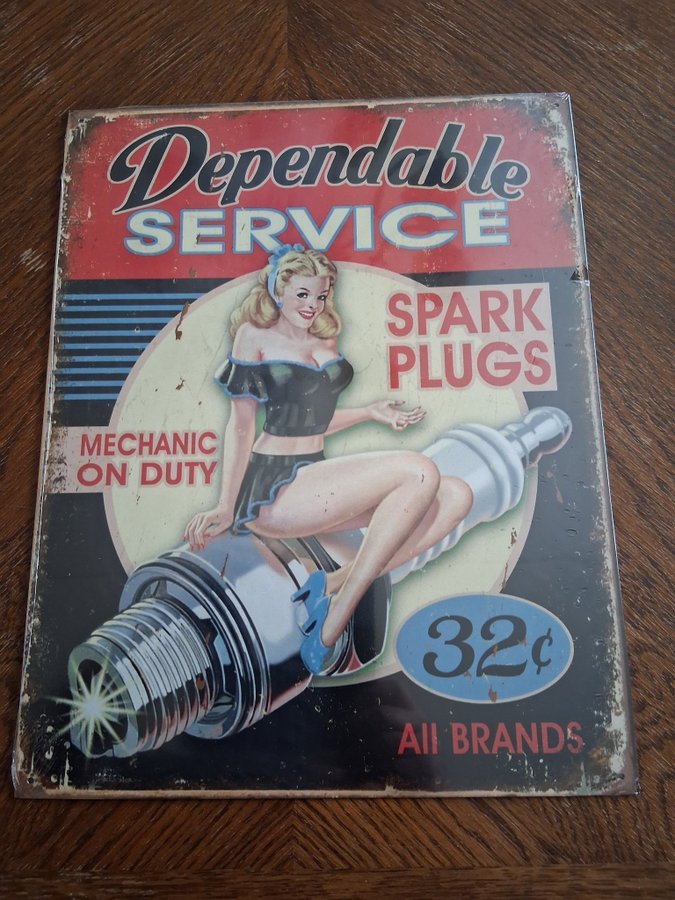 Dependable
SERVICE
SPARK
PLUGS
MECHANIC
ON DUTY
32¢
All BRANDS